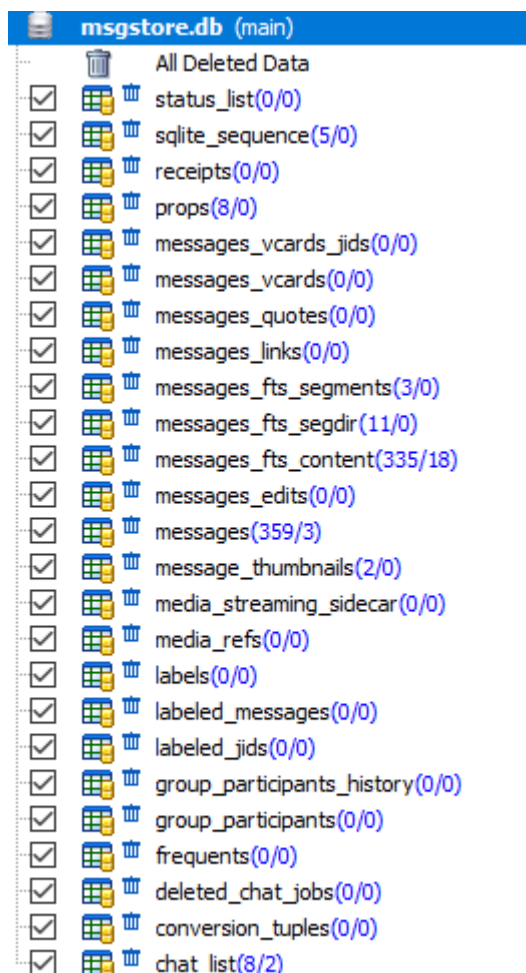 msgstore.db (main)
All Deleted Data
status_list(0/0)
sqlite_sequence(5/0)
receipts(0/0)
props(8/0)
messages_vcards_jids(0/0)
messages_vcards(0/0)
messages_quotes(0/0)
messages_links(0/0)
messages_fts_segments(3/0)
messages_fts_segdir(11/0)
messages_fts_content(335/18)
messages_edits(0/0)
messages(359/3)
message_thumbnails(2/0)
media_streaming_sidecar(0/0)
media_refs(0/0)
labels(0/0)
labeled_messages(0/0)
labeled_jids(0/0)
group_participants_history(0/0)
group_participants(0/0)
frequents(0/0)
deleted_chat_jobs(0/0)
conversion_tuples(0/0)
chat_list(8/2)